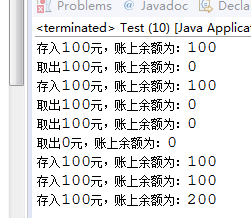 Problems @ Javadoc Decla
<terminated> Test (10) [Java Applicat
存入100元，账上余额为：100
取出100元，账上余额为：0
存入100元，账上余额为：100
取出100元，账上余额为：0
取出100元，账上余额为：0
取出0元，账上余额为：0
存入100元，账上余额为：100
存入100元，账上余额为：100
存入100元，账上余额为：200